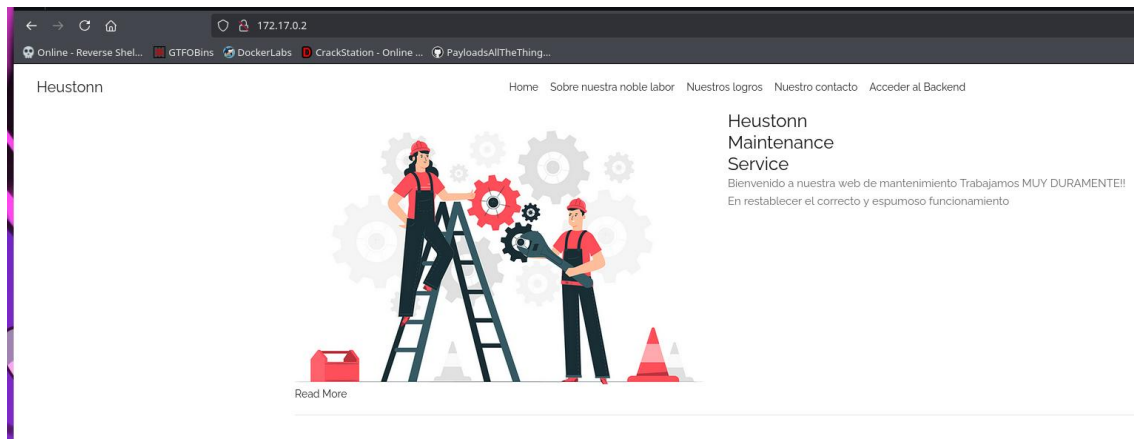 172.17.0.2
Online - Reverse Shel... GTFOBins DockerLabs CrackStation - Online ... PayloadsAllTheThing...
Heustonn Home Sobre nuestra noble labor Nuestros logros Nuestro contacto Acceder al Backend
Heustonn
Maintenance
Service
Bienvenido a nuestra web de mantenimiento Trabajamos MUY DURAMENTE!!
En restablecer el correcto y espumoso funcionamiento
Read More